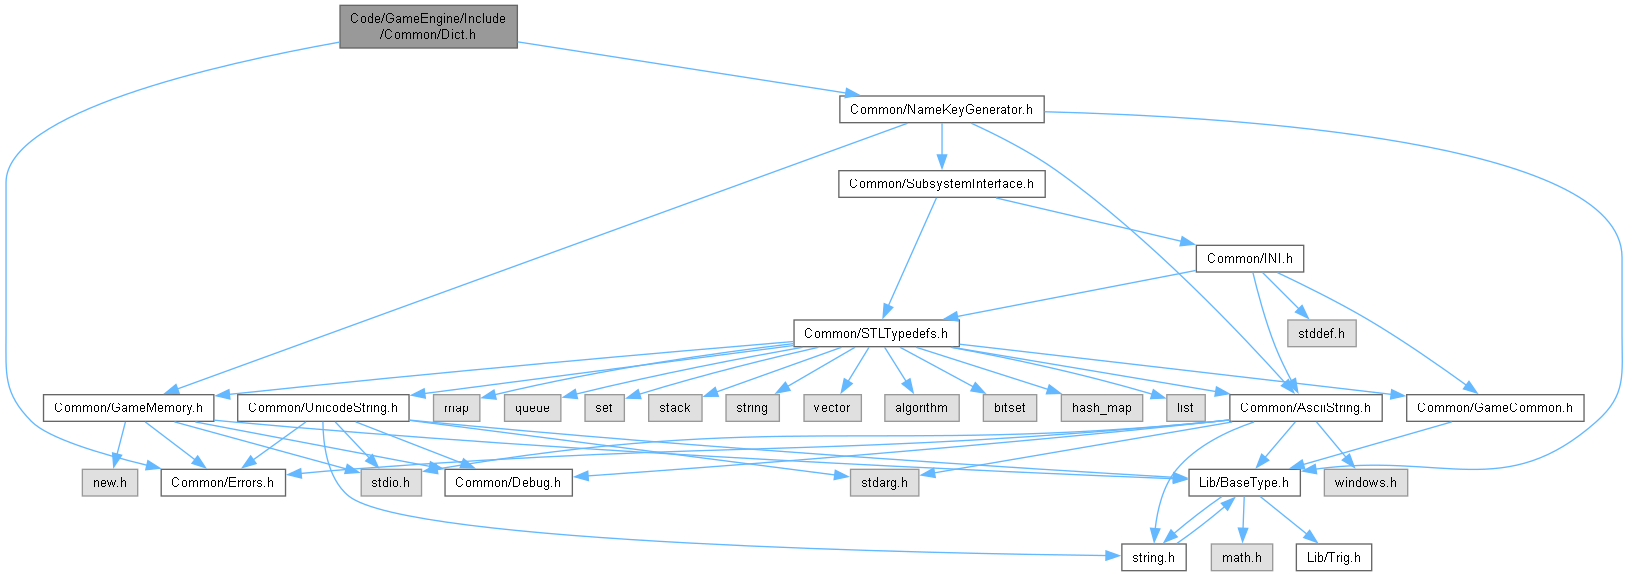 Code/GameEngine/Include
/Common/Dict.h
Common/NameKeyGenerator.h
Common/SubsystemInterface.h
Common/INI.h
Common/STLTypedefs.h
stddef.h
Common/GameMemory.h
Common/UnicodeString.h
map
queue
set
stack
string
vector
algorithm
bitset
hash_map
list
Common/AsciiString.h
Common/GameCommon.h
new.h
Common/Errors.h
stdio.h
Common/Debug.h
stdarg.h
Lib/BaseType.h
windows.h
string.h
math.h
Lib/Trig.h